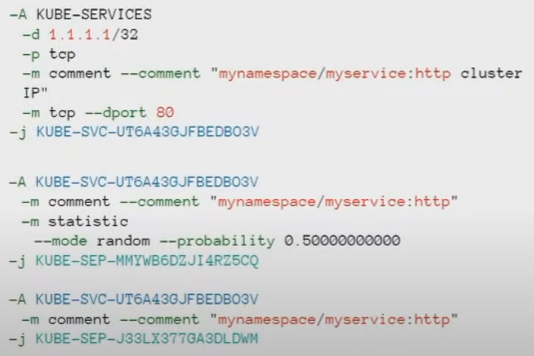 -A KUBE-SERVICES
-d 1.1.1.1/32
-p tcp
-m comment --comment "mynamespace/myservice:http cluster
IP"
-m tcp --dport 80
-j KUBE-SVC-UT6A43GJFBEDBO3V
-A KUBE-SVC-UT6A43GJFBEDBO3V
-m comment --comment "mynamespace/myservice:http"
-m statistic
--mode random --probability 0.50000000000
-j KUBE-SEP-MMYWB6DZJI4RZ5CQ
-A KUBE-SVC-UT6A43GJFBEDBO3V
-m comment --comment "mynamespace/myservice:http"
-j KUBE-SEP-J33LX377GA3DLDWM